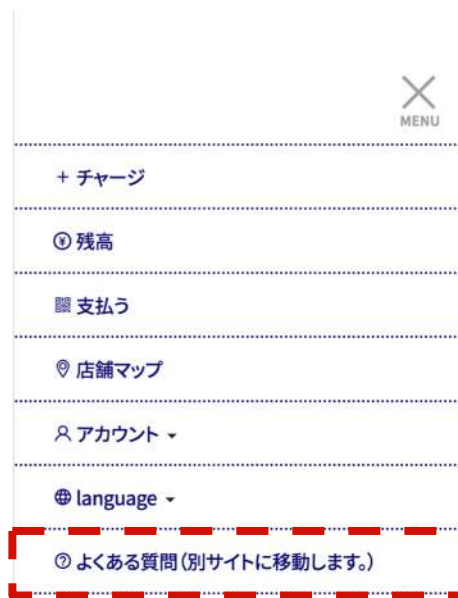 MENU
+ チャージ
残高
支払う
店舗マップ
アカウント
language
よくある質問(別サイトに移動します。)